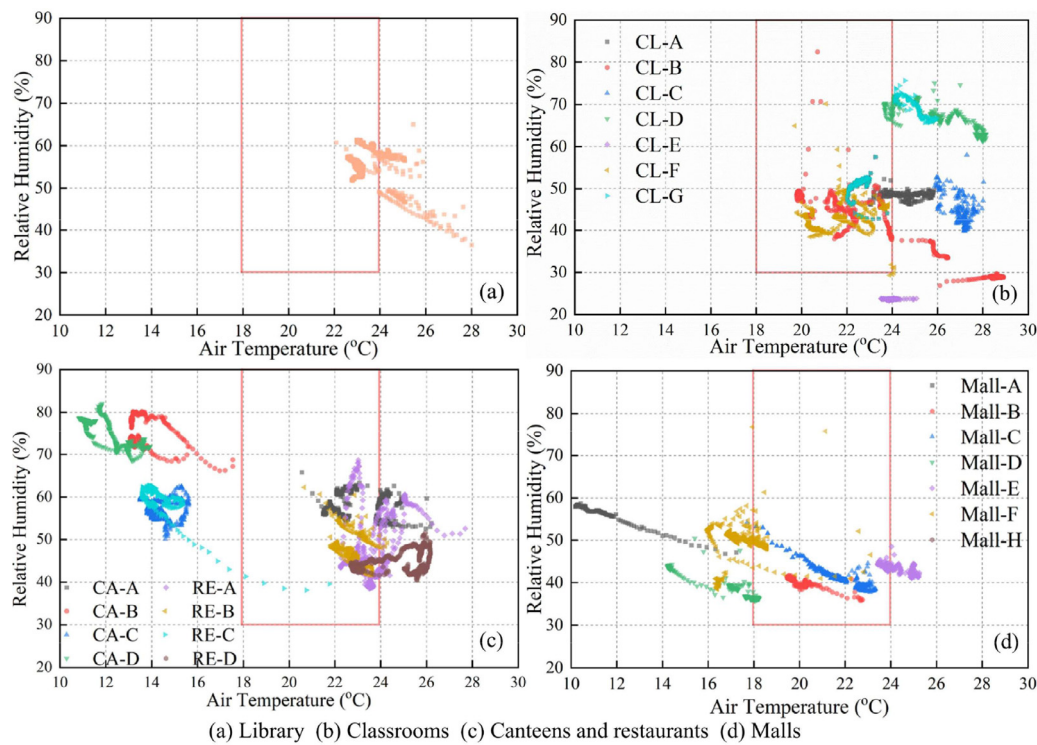 90
80
70
60
50
40
30
20
Relative Humidity (%)
(a)
10 12 14 16 18 20 22 24 26 28 30
Air Temperature (°C)
90
80
70
60
50
40
30
20
Relative Humidity (%)
CL-A
CL-B
CL-C
CL-D
CL-E
CL-F
CL-G
(b)
10 12 14 16 18 20 22 24 26 28 30
Air Temperature (°C)
90
80
70
60
50
40
30
20
Relative Humidity (%)
CA-A RE-A
CA-B RE-B
CA-C RE-C
CA-D RE-D
(c)
10 12 14 16 18 20 22 24 26 28 30
Air Temperature (°C)
90
80
70
60
50
40
30
20
Relative Humidity (%)
Mall-A
Mall-B
Mall-C
Mall-D
Mall-E
Mall-F
Mall-H
(d)
10 12 14 16 18 20 22 24 26 28 30
Air Temperature (°C)
(a) Library (b) Classrooms (c) Canteens and restaurants (d) Malls